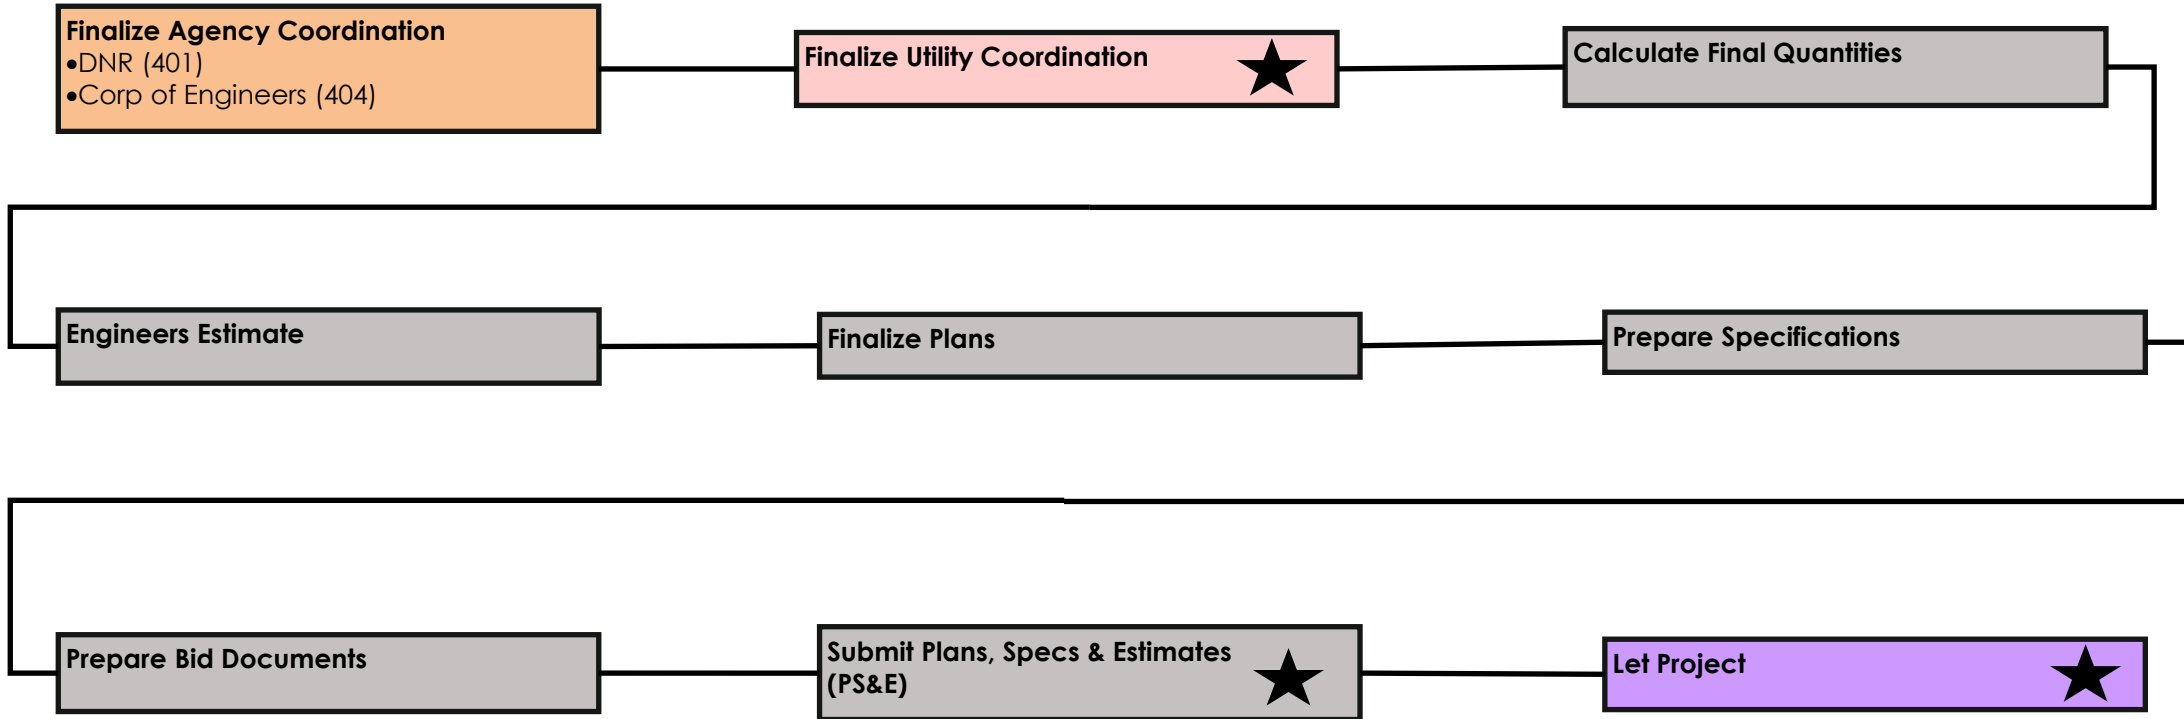 Finalize Agency Coordination
•DNR (401)
•Corp of Engineers (404)
Finalize Utility Coordination
Calculate Final Quantities
Engineers Estimate
Finalize Plans
Prepare Specifications
Prepare Bid Documents
Submit Plans, Specs & Estimates
(PS&E)
Let Project